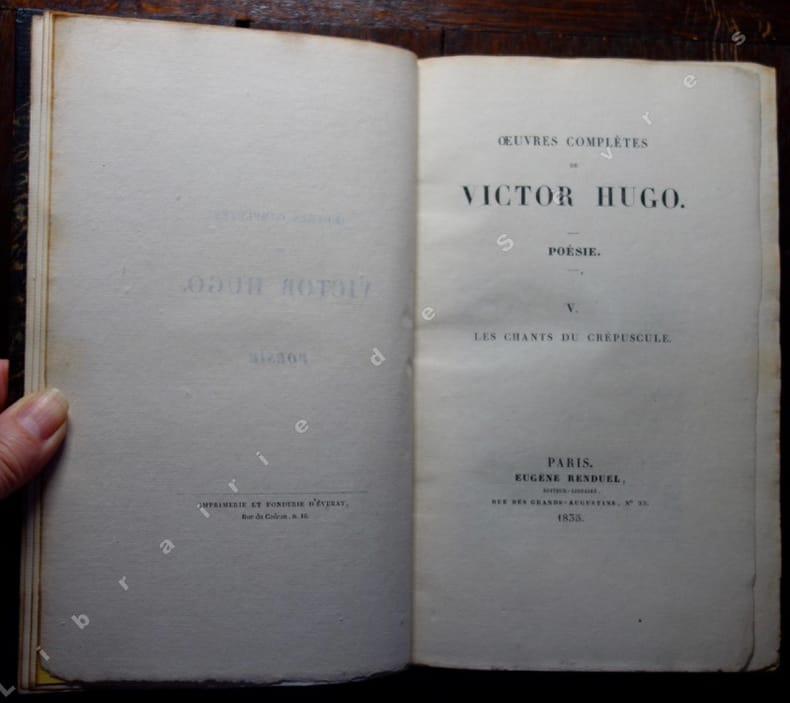 IMPRIMERIE ET FONDERIE D'ÉVERAT,
Rue du Cadran, n. 16.
ŒUVRES COMPLÈTES
DE
VICTOR HUGO.
POÉSIE.
V.
LES CHANTS DU CRÉPUSCULE.
PARIS.
EUGÈNE RENDUEL,
ÉDITEUR-LIBRAIRE,
RUE DES GRANDS-AUGUSTINS, Nº 22.
1835.
Librairie de Sèvres